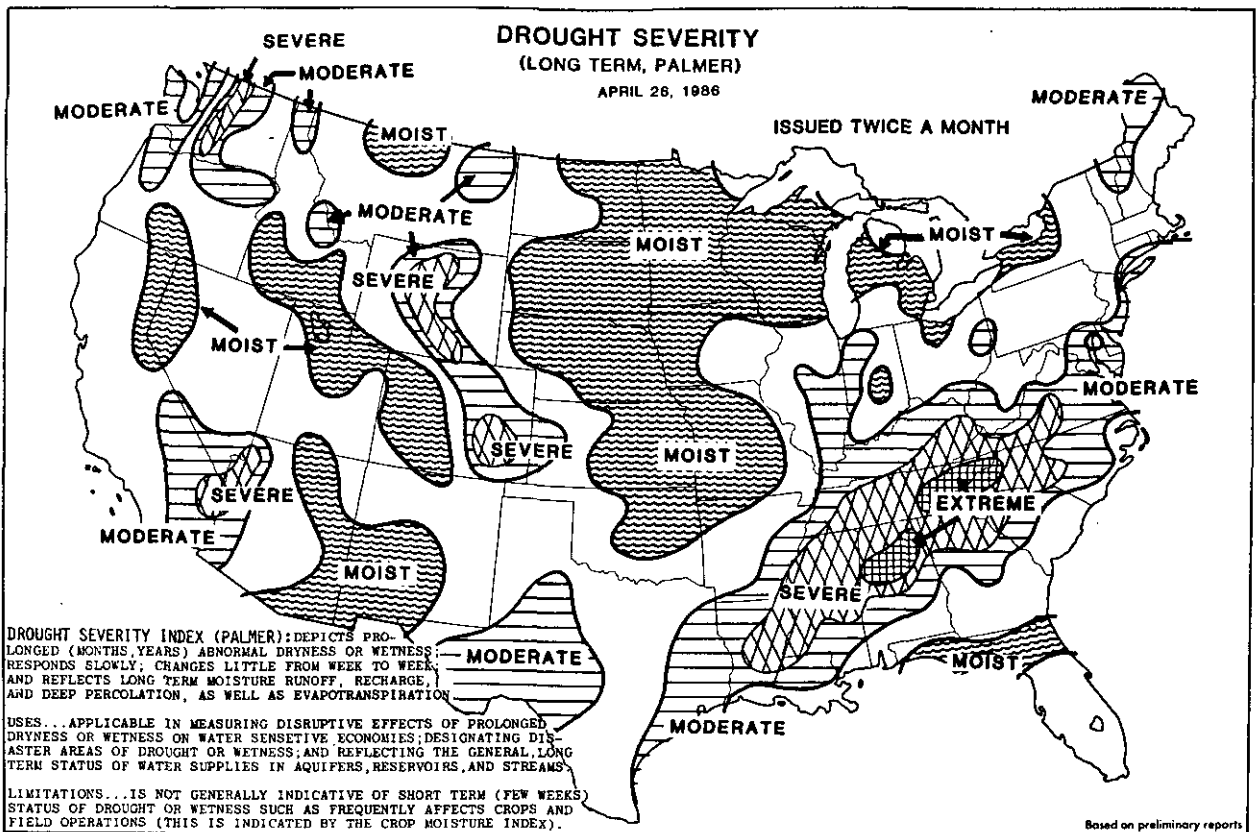 DROUGHT SEVERITY
(LONG TERM, PALMER)
APRIL 26, 1986
ISSUED TWICE A MONTH
SEVERE
MODERATE
MODERATE
MODERATE
MOIST
MODERATE
MOIST
MOIST
SEVERE
MOIST
MODERATE
SEVERE
MOIST
SEVERE
EXTREME
MODERATE
MOIST
SEVERE
MODERATE
MOIST
MODERATE
DROUGHT SEVERITY INDEX (PALMER): DEPICTS PRO-
LONGED (MONTHS,YEARS) ABNORMAL DRYNESS OR WETNESS;
RESPONDS SLOWLY; CHANGES LITTLE FROM WEEK TO WEEK;
AND REFLECTS LONG TERM MOISTURE RUNOFF, RECHARGE,
AND DEEP PERCOLATION, AS WELL AS EVAPOTRANSPIRATION
USES...APPLICABLE IN MEASURING DISRUPTIVE EFFECTS OF PROLONGED
DRYNESS OR WETNESS ON WATER SENSETIVE ECONOMIES;DESIGNATING DIS-
ASTER AREAS OF DROUGHT OR WETNESS;AND REFLECTING THE GENERAL,LONG
TERM STATUS OF WATER SUPPLIES IN AQUIFERS,RESERVOIRS,AND STREAMS.
LIMITATIONS...IS NOT GENERALLY INDICATIVE OF SHORT TERM (FEW WEEKS)
STATUS OF DROUGHT OR WETNESS SUCH AS FREQUENTLY AFFECTS CROPS AND
FIELD OPERATIONS (THIS IS INDICATED BY THE CROP MOISTURE INDEX).
Based on preliminary reports